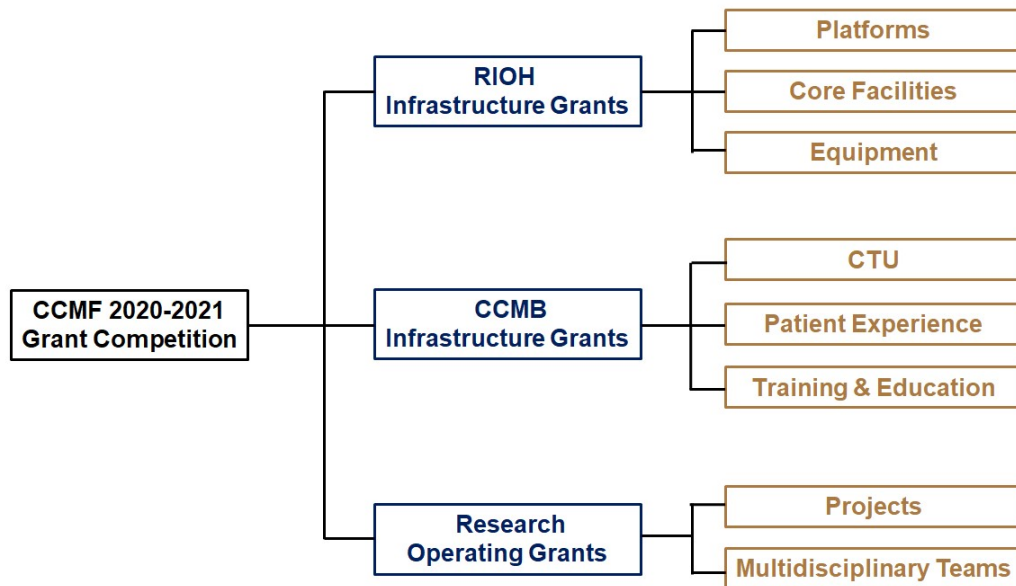 CCMF 2020-2021
Grant Competition
RIOH
Infrastructure Grants
Platforms
Core Facilities
Equipment
CCMB
Infrastructure Grants
CTU
Patient Experience
Training & Education
Research
Operating Grants
Projects
Multidisciplinary Teams